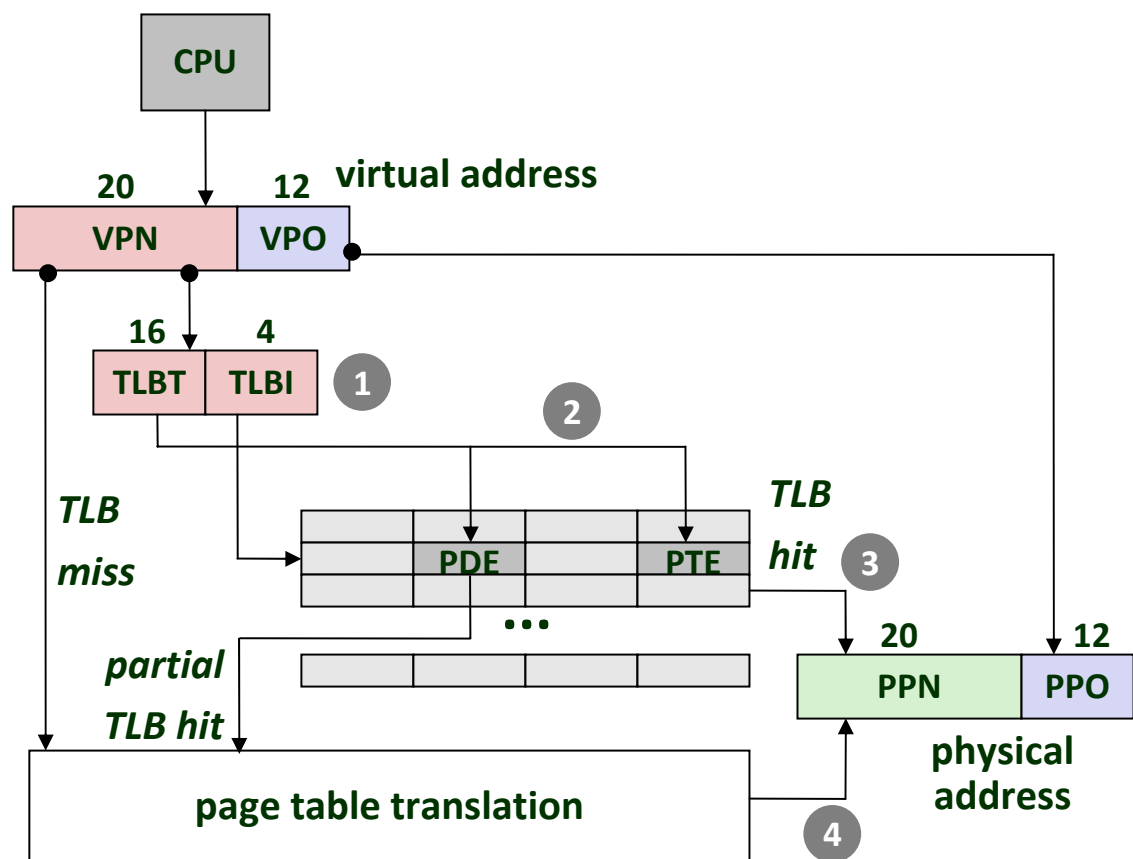 CPU
virtual address
20 12
VPN VPO
16 4
TLBT TLBI
1
2
TLB
miss
TLB
hit
PDE PTE
3
...
partial
TLB hit
20 12
PPN PPO
physical
address
page table translation
4